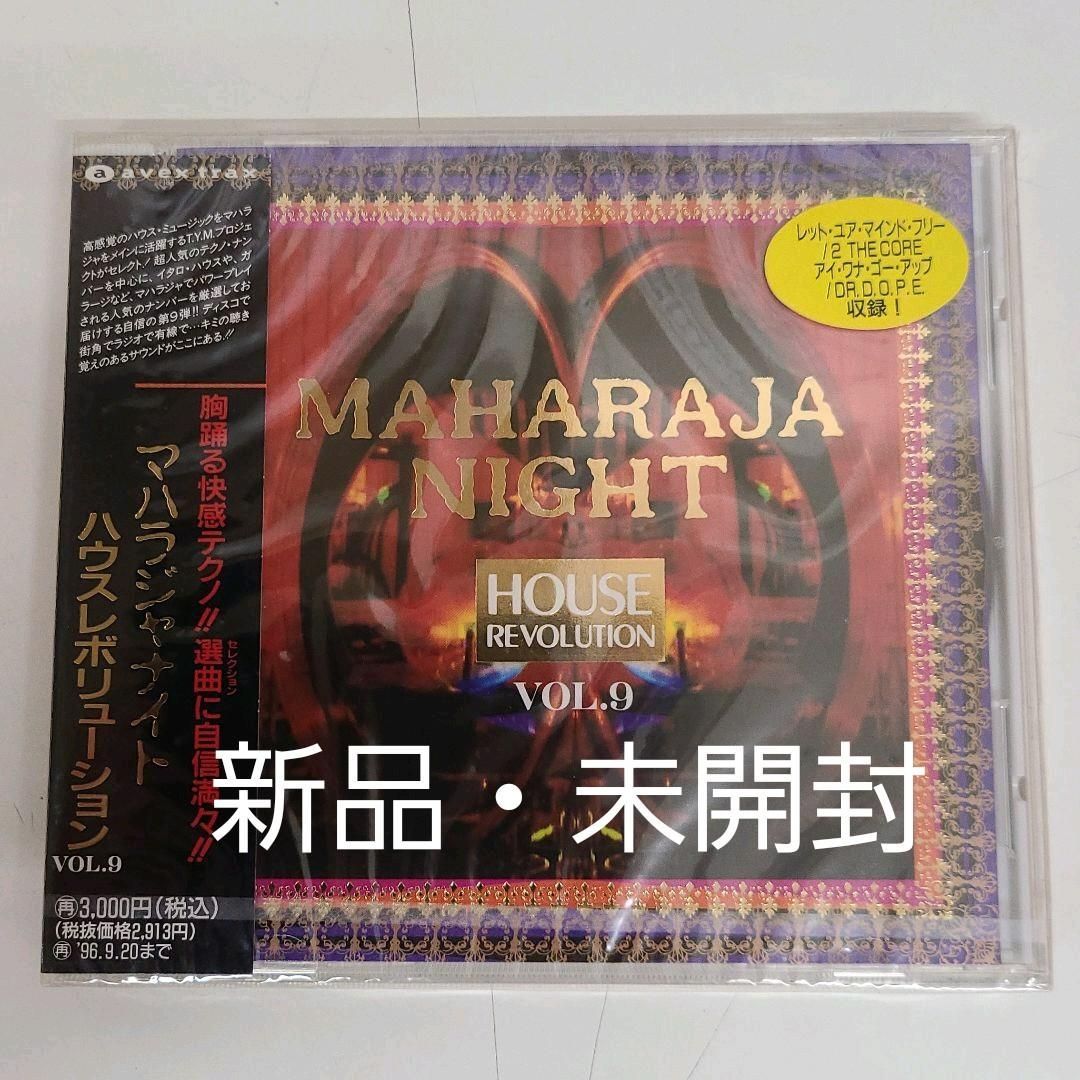 avex trax
高感覚のハウス・ミュージックをマハラ
ジャをメインに活躍するT.Y.M.プロジェ
クトがセレクト! 超人気のテクノ・ナン
バーを中心に、イタロ・ハウスや、ガ
ラージなど、マハラジャでパワープレイ
される人気のナンバーを厳選してお
届けする自信の第9弾!! ディスコで
街角でラジオで有線で…キミの聴き
覚えのあるサウンドがここにある!!
胸踊る快感テクノ!! 選曲に自信満々!!
セレクション
マハラジャナイト
ハウスレボリューション
VOL.9
再3,000円(税込)
(税抜価格2,913円)
再'96.9.20まで
レット・ユア・マインド・フリー
/2 THE CORE
アイ・ワナ・ゴー・アップ
/DR.D.O.P.E.
収録!
MAHARAJA
NIGHT
HOUSE
REVOLUTION
VOL.9
新品・未開封